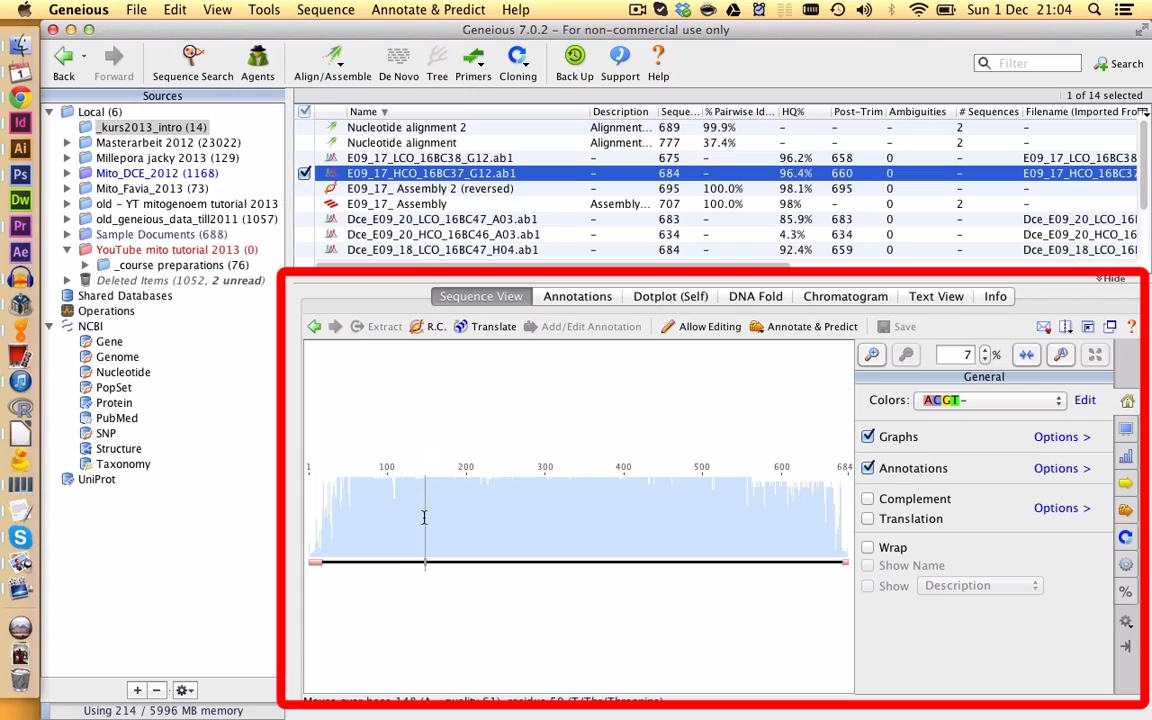 Geneious File Edit View Tools Sequence Annotate & Predict Help Sun 1 Dec 21:04
Geneious 7.0.2 – For non-commercial use only
Back Forward Sequence Search Agents Align/Assemble De Novo Tree Primers Cloning Back Up Support Help Filter Search
Sources
1 of 14 selected
Name Description Seque... % Pairwise Id... HQ% Post-Trim Ambiguities # Sequences Filename (Imported Fro
Local (6)
_kurs2013_intro (14)
Masterarbeit 2012 (23022)
Millepora jacky 2013 (129)
Mito_DCE_2012 (1168)
Mito_Favia_2013 (73)
old - YT mitogenoem tutorial 2013
old_geneious_data_till2011 (1057)
Sample Documents (688)
YouTube mito tutorial 2013 (0)
_course preparations (76)
Deleted Items (1052, 2 unread)
Shared Databases
Operations
NCBI
Gene
Genome
Nucleotide
PopSet
Protein
PubMed
SNP
Structure
Taxonomy
UniProt
Using 214 / 5996 MB memory
Nucleotide alignment 2 Alignment... 689 99.9% – – – 2 –
Nucleotide alignment Alignment... 777 37.4% – – – 2 –
E09_17_LCO_16BC38_G12.ab1 – 675 – 96.2% 658 0 – E09_17_LCO_16BC38
E09_17_HCO_16BC37_G12.ab1 – 684 – 96.4% 660 0 – E09_17_HCO_16BC37
E09_17_ Assembly 2 (reversed) – 695 100.0% 98.1% 695 0 2 –
E09_17_ Assembly Assembly... 707 100.0% 98% – 0 2 –
Dce_E09_20_LCO_16BC47_A03.ab1 – 683 – 85.9% 683 0 – Dce_E09_20_LCO_16
Dce_E09_20_HCO_16BC46_A03.ab1 – 634 – 4.3% 634 0 – Dce_E09_20_HCO_16
Dce_E09_18_LCO_16BC47_H04.ab1 – 684 – 92.4% 659 0 – Dce_E09_18_LCO_16
Hide
Sequence View Annotations Dotplot (Self) DNA Fold Chromatogram Text View Info
Extract R.C. Translate Add/Edit Annotation Allow Editing Annotate & Predict Save
7 %
General
Colors: ACGT– Edit
Graphs Options >
Annotations Options >
Complement
Options >
Translation
Wrap
Show Name
Show Description
1 100 200 300 400 500 600 684